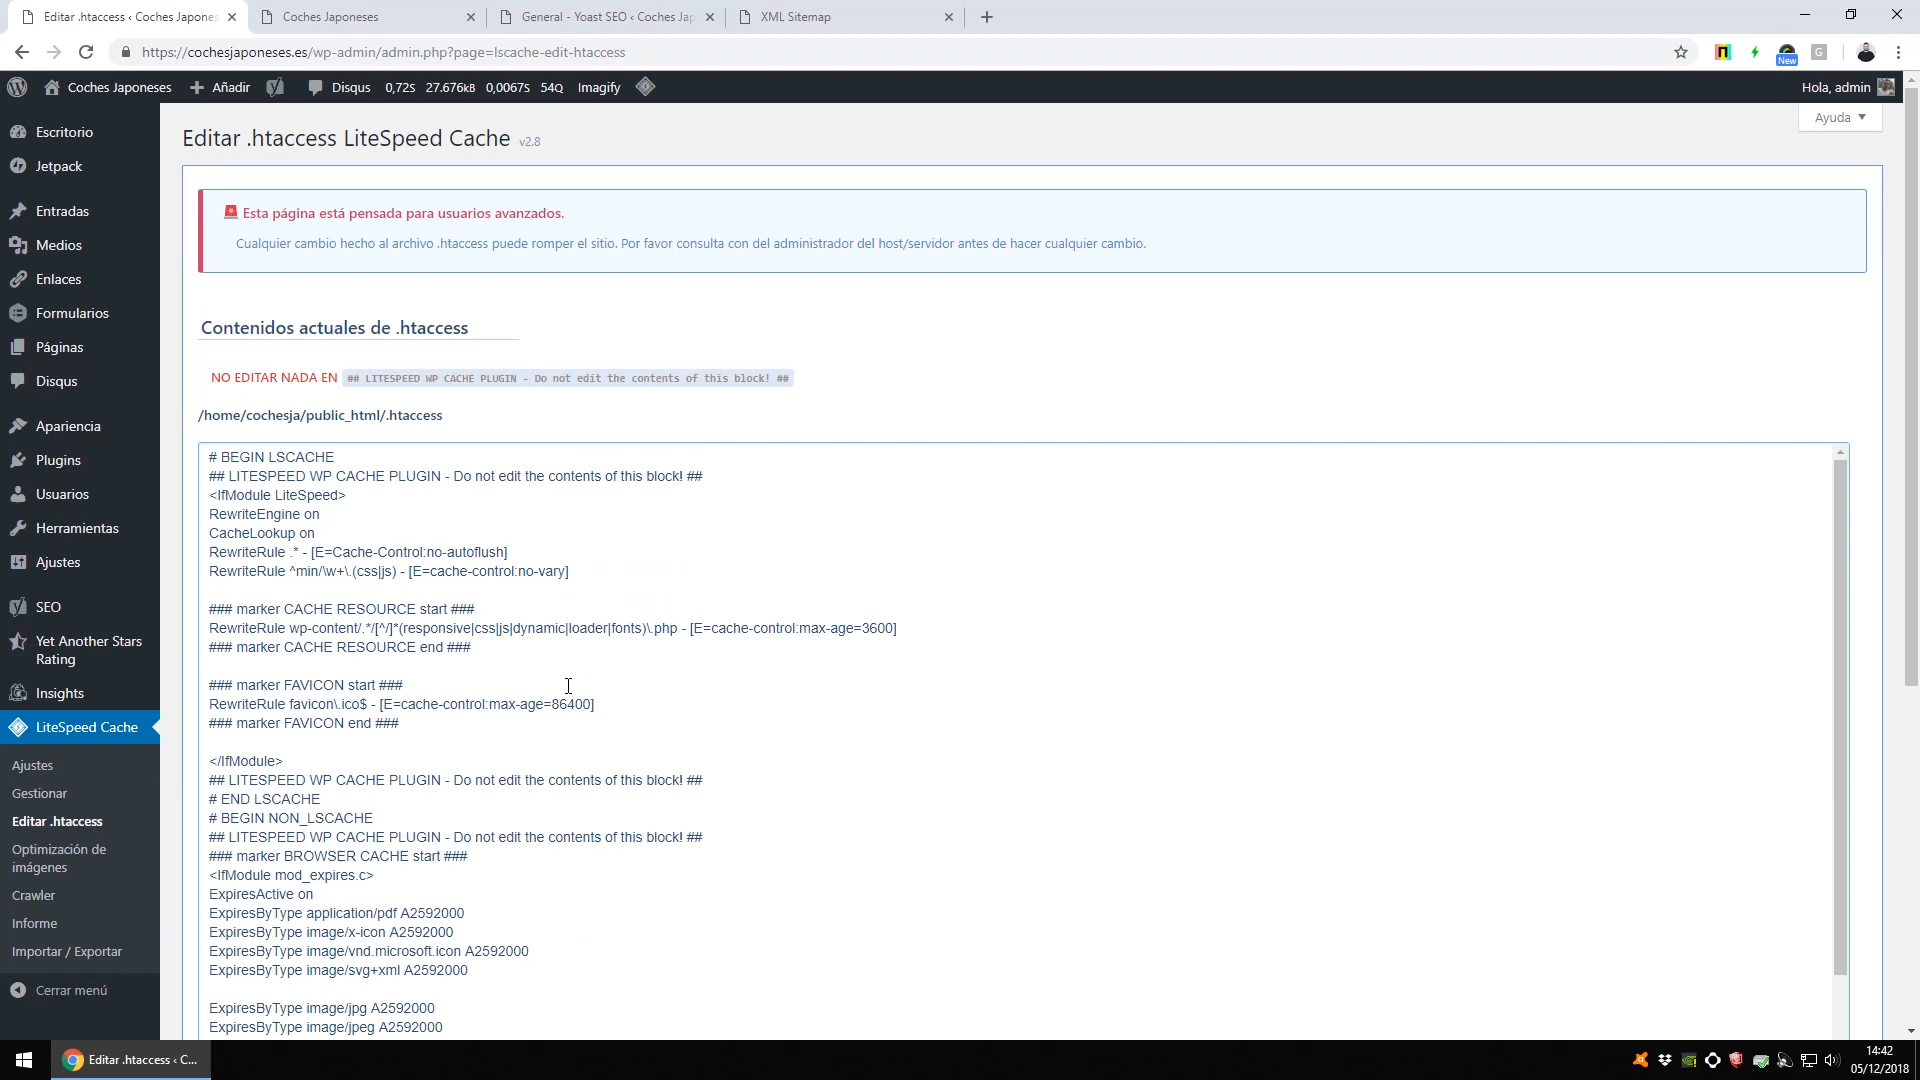 Editar .htaccess ‹ Coches Japones
Coches Japoneses
General - Yoast SEO ‹ Coches Jap
XML Sitemap
https://cochesjaponeses.es/wp-admin/admin.php?page=lscache-edit-htaccess
New
G
Coches Japoneses
Añadir
Disqus
0,72S 27.676kB 0,0067S 54Q
Imagify
Hola, admin
Ayuda
Escritorio
Jetpack
Entradas
Medios
Enlaces
Formularios
Páginas
Disqus
Apariencia
Plugins
Usuarios
Herramientas
Ajustes
SEO
Yet Another Stars
Rating
Insights
LiteSpeed Cache
Ajustes
Gestionar
Editar .htaccess
Optimización de
imágenes
Crawler
Informe
Importar / Exportar
Cerrar menú
Editar .htaccess LiteSpeed Cache v2.8
Esta página está pensada para usuarios avanzados.
Cualquier cambio hecho al archivo .htaccess puede romper el sitio. Por favor consulta con del administrador del host/servidor antes de hacer cualquier cambio.
Contenidos actuales de .htaccess
NO EDITAR NADA EN ## LITESPEED WP CACHE PLUGIN - Do not edit the contents of this block! ##
/home/cochesja/public_html/.htaccess
# BEGIN LSCACHE
## LITESPEED WP CACHE PLUGIN - Do not edit the contents of this block! ##
<IfModule LiteSpeed>
RewriteEngine on
CacheLookup on
RewriteRule .* - [E=Cache-Control:no-autoflush]
RewriteRule ^min/\w+\.(css|js) - [E=cache-control:no-vary]
### marker CACHE RESOURCE start ###
RewriteRule wp-content/.*/[^/]*(responsive|css|js|dynamic|loader|fonts)\.php - [E=cache-control:max-age=3600]
### marker CACHE RESOURCE end ###
### marker FAVICON start ###
RewriteRule favicon\.ico$ - [E=cache-control:max-age=86400]
### marker FAVICON end ###
</IfModule>
## LITESPEED WP CACHE PLUGIN - Do not edit the contents of this block! ##
# END LSCACHE
# BEGIN NON_LSCACHE
## LITESPEED WP CACHE PLUGIN - Do not edit the contents of this block! ##
### marker BROWSER CACHE start ###
<IfModule mod_expires.c>
ExpiresActive on
ExpiresByType application/pdf A2592000
ExpiresByType image/x-icon A2592000
ExpiresByType image/vnd.microsoft.icon A2592000
ExpiresByType image/svg+xml A2592000
ExpiresByType image/jpg A2592000
ExpiresByType image/jpeg A2592000
Editar .htaccess ‹ C...
14:42
05/12/2018